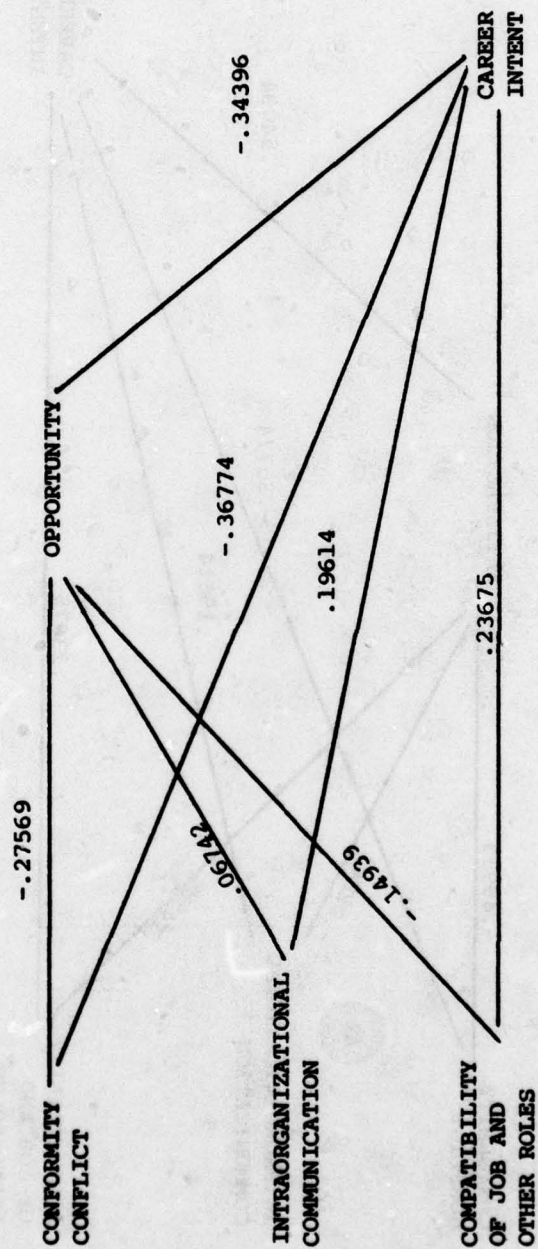 CONFORMITY
CONFLICT
-.27569
OPPORTUNITY
-.34396
-.36774
.06742
.19614
INTRAORGANIZATIONAL
COMMUNICATION
-.14939
COMPATIBILITY
OF JOB AND
OTHER ROLES
.23675
CAREER
INTENT